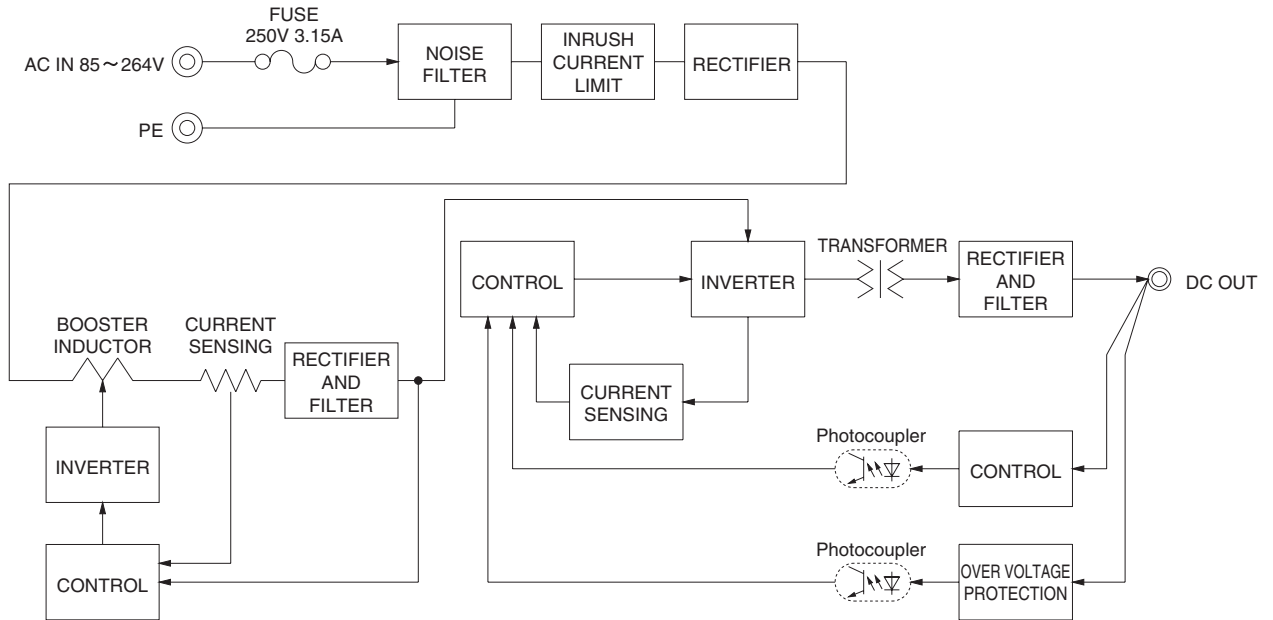 FUSE
250V 3.15A
AC IN 85~264V
NOISE
FILTER
INRUSH
CURRENT
LIMIT
RECTIFIER
PE
TRANSFORMER
CONTROL
INVERTER
RECTIFIER
AND
FILTER
DC OUT
BOOSTER
INDUCTOR
CURRENT
SENSING
RECTIFIER
AND
FILTER
CURRENT
SENSING
INVERTER
Photocoupler
CONTROL
CONTROL
Photocoupler
OVER VOLTAGE
PROTECTION